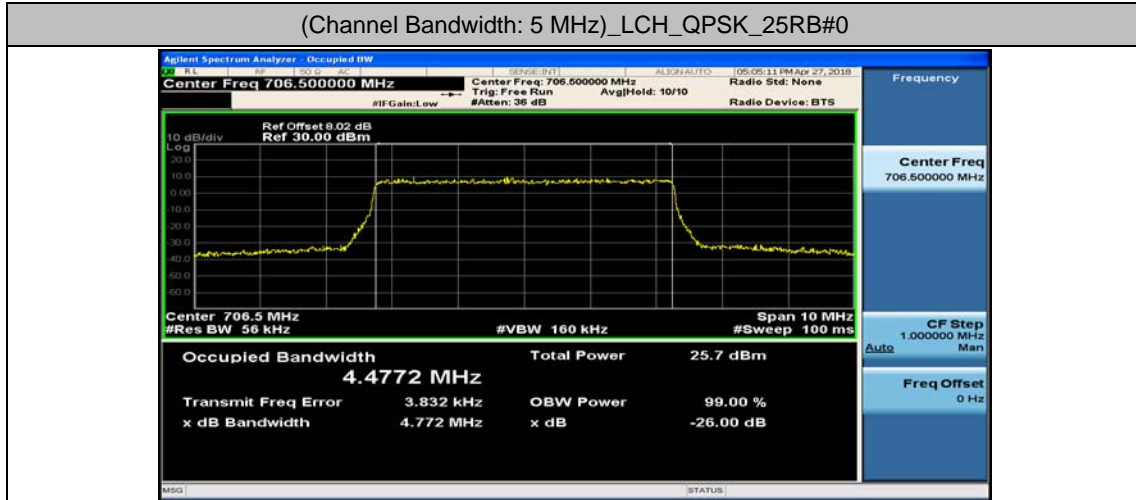 (Channel Bandwidth: 5 MHz)_LCH_QPSK_25RB#0
Agilent Spectrum Analyzer - Occupied BW
RL RF 50 Ω AC SENSE:INT ALIGN AUTO 05:05:11 PM Apr 27, 2018
Center Freq 706.500000 MHz
Center Freq: 706.500000 MHz
Radio Std: None
Trig: Free Run Avg|Hold: 10/10
#IFGain:Low #Atten: 36 dB Radio Device: BTS
Frequency
Ref Offset 8.02 dB
10 dB/div Ref 30.00 dBm
Log
20.0
10.0
0.00
-10.0
-20.0
-30.0
-40.0
-50.0
-60.0
Center Freq
706.500000 MHz
Center 706.5 MHz Span 10 MHz
#Res BW 56 kHz #VBW 160 kHz #Sweep 100 ms
CF Step
1.000000 MHz
Auto Man
Occupied Bandwidth Total Power 25.7 dBm
4.4772 MHz
Freq Offset
0 Hz
Transmit Freq Error 3.832 kHz OBW Power 99.00 %
x dB Bandwidth 4.772 MHz x dB -26.00 dB
MSG STATUS